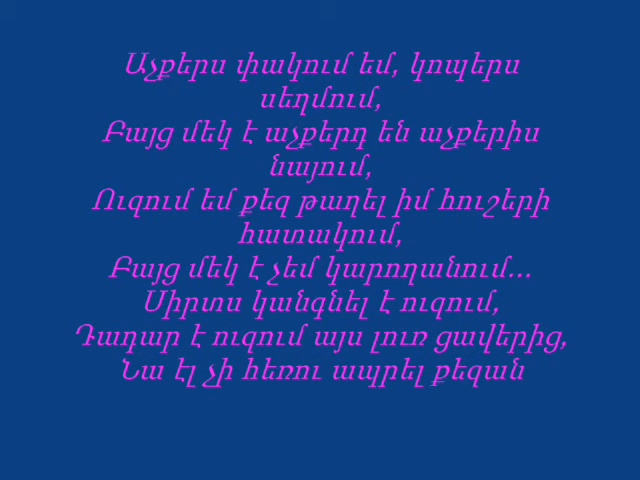 Աչքերս փակում եմ, կոպերս
սեղմում,
Բայց մեկ է աչքերդ են աչքերիս
նայում,
Ուզում եմ քեզ թաղել իմ հուշերի
հատակում,
Բայց մեկ է չեմ կարողանում...
Սիրտս կանգնել է ուզում,
Դադար է ուզում այս լուռ ցավերից,
Նա էլ չի հեռու ապրել քեզան